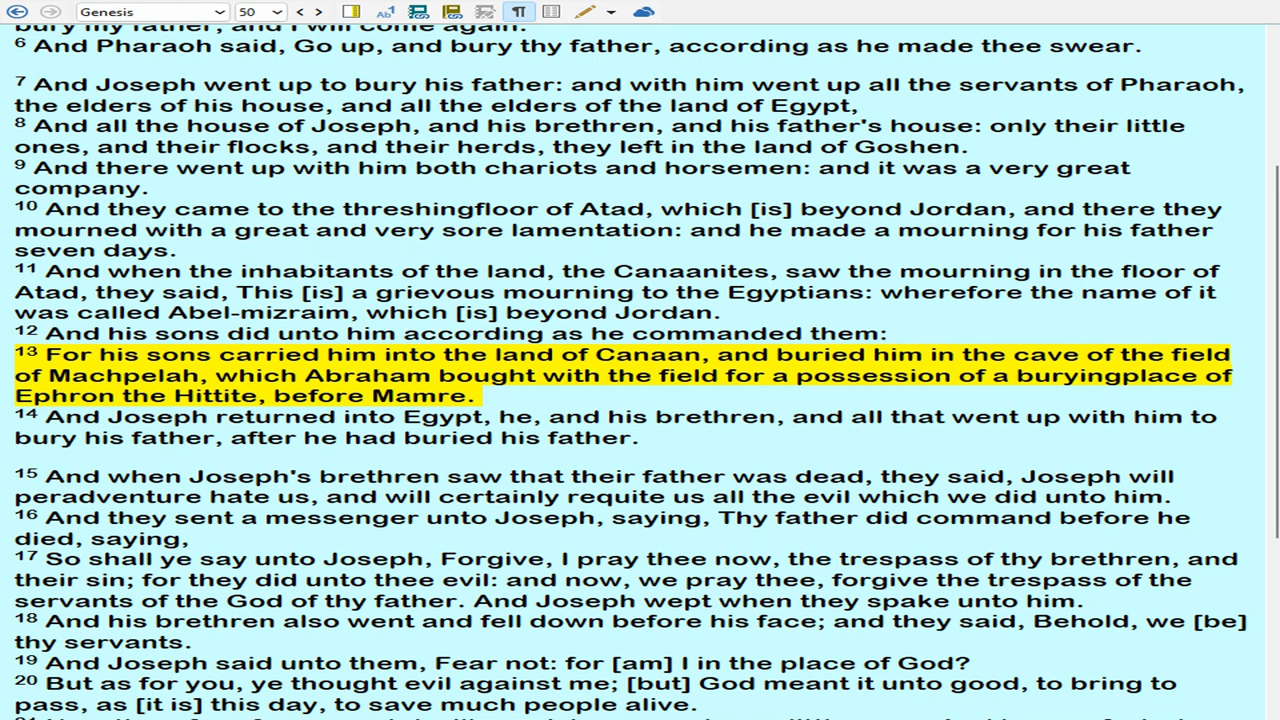 Genesis 50 < > Ab¹ ¶
bury my father, and I will come again.
6 And Pharaoh said, Go up, and bury thy father, according as he made thee swear.
7 And Joseph went up to bury his father: and with him went up all the servants of Pharaoh,
the elders of his house, and all the elders of the land of Egypt,
8 And all the house of Joseph, and his brethren, and his father's house: only their little
ones, and their flocks, and their herds, they left in the land of Goshen.
9 And there went up with him both chariots and horsemen: and it was a very great
company.
10 And they came to the threshingfloor of Atad, which [is] beyond Jordan, and there they
mourned with a great and very sore lamentation: and he made a mourning for his father
seven days.
11 And when the inhabitants of the land, the Canaanites, saw the mourning in the floor of
Atad, they said, This [is] a grievous mourning to the Egyptians: wherefore the name of it
was called Abel-mizraim, which [is] beyond Jordan.
12 And his sons did unto him according as he commanded them:
13 For his sons carried him into the land of Canaan, and buried him in the cave of the field
of Machpelah, which Abraham bought with the field for a possession of a buryingplace of
Ephron the Hittite, before Mamre.
14 And Joseph returned into Egypt, he, and his brethren, and all that went up with him to
bury his father, after he had buried his father.
15 And when Joseph's brethren saw that their father was dead, they said, Joseph will
peradventure hate us, and will certainly requite us all the evil which we did unto him.
16 And they sent a messenger unto Joseph, saying, Thy father did command before he
died, saying,
17 So shall ye say unto Joseph, Forgive, I pray thee now, the trespass of thy brethren, and
their sin; for they did unto thee evil: and now, we pray thee, forgive the trespass of the
servants of the God of thy father. And Joseph wept when they spake unto him.
18 And his brethren also went and fell down before his face; and they said, Behold, we [be]
thy servants.
19 And Joseph said unto them, Fear not: for [am] I in the place of God?
20 But as for you, ye thought evil against me; [but] God meant it unto good, to bring to
pass, as [it is] this day, to save much people alive.